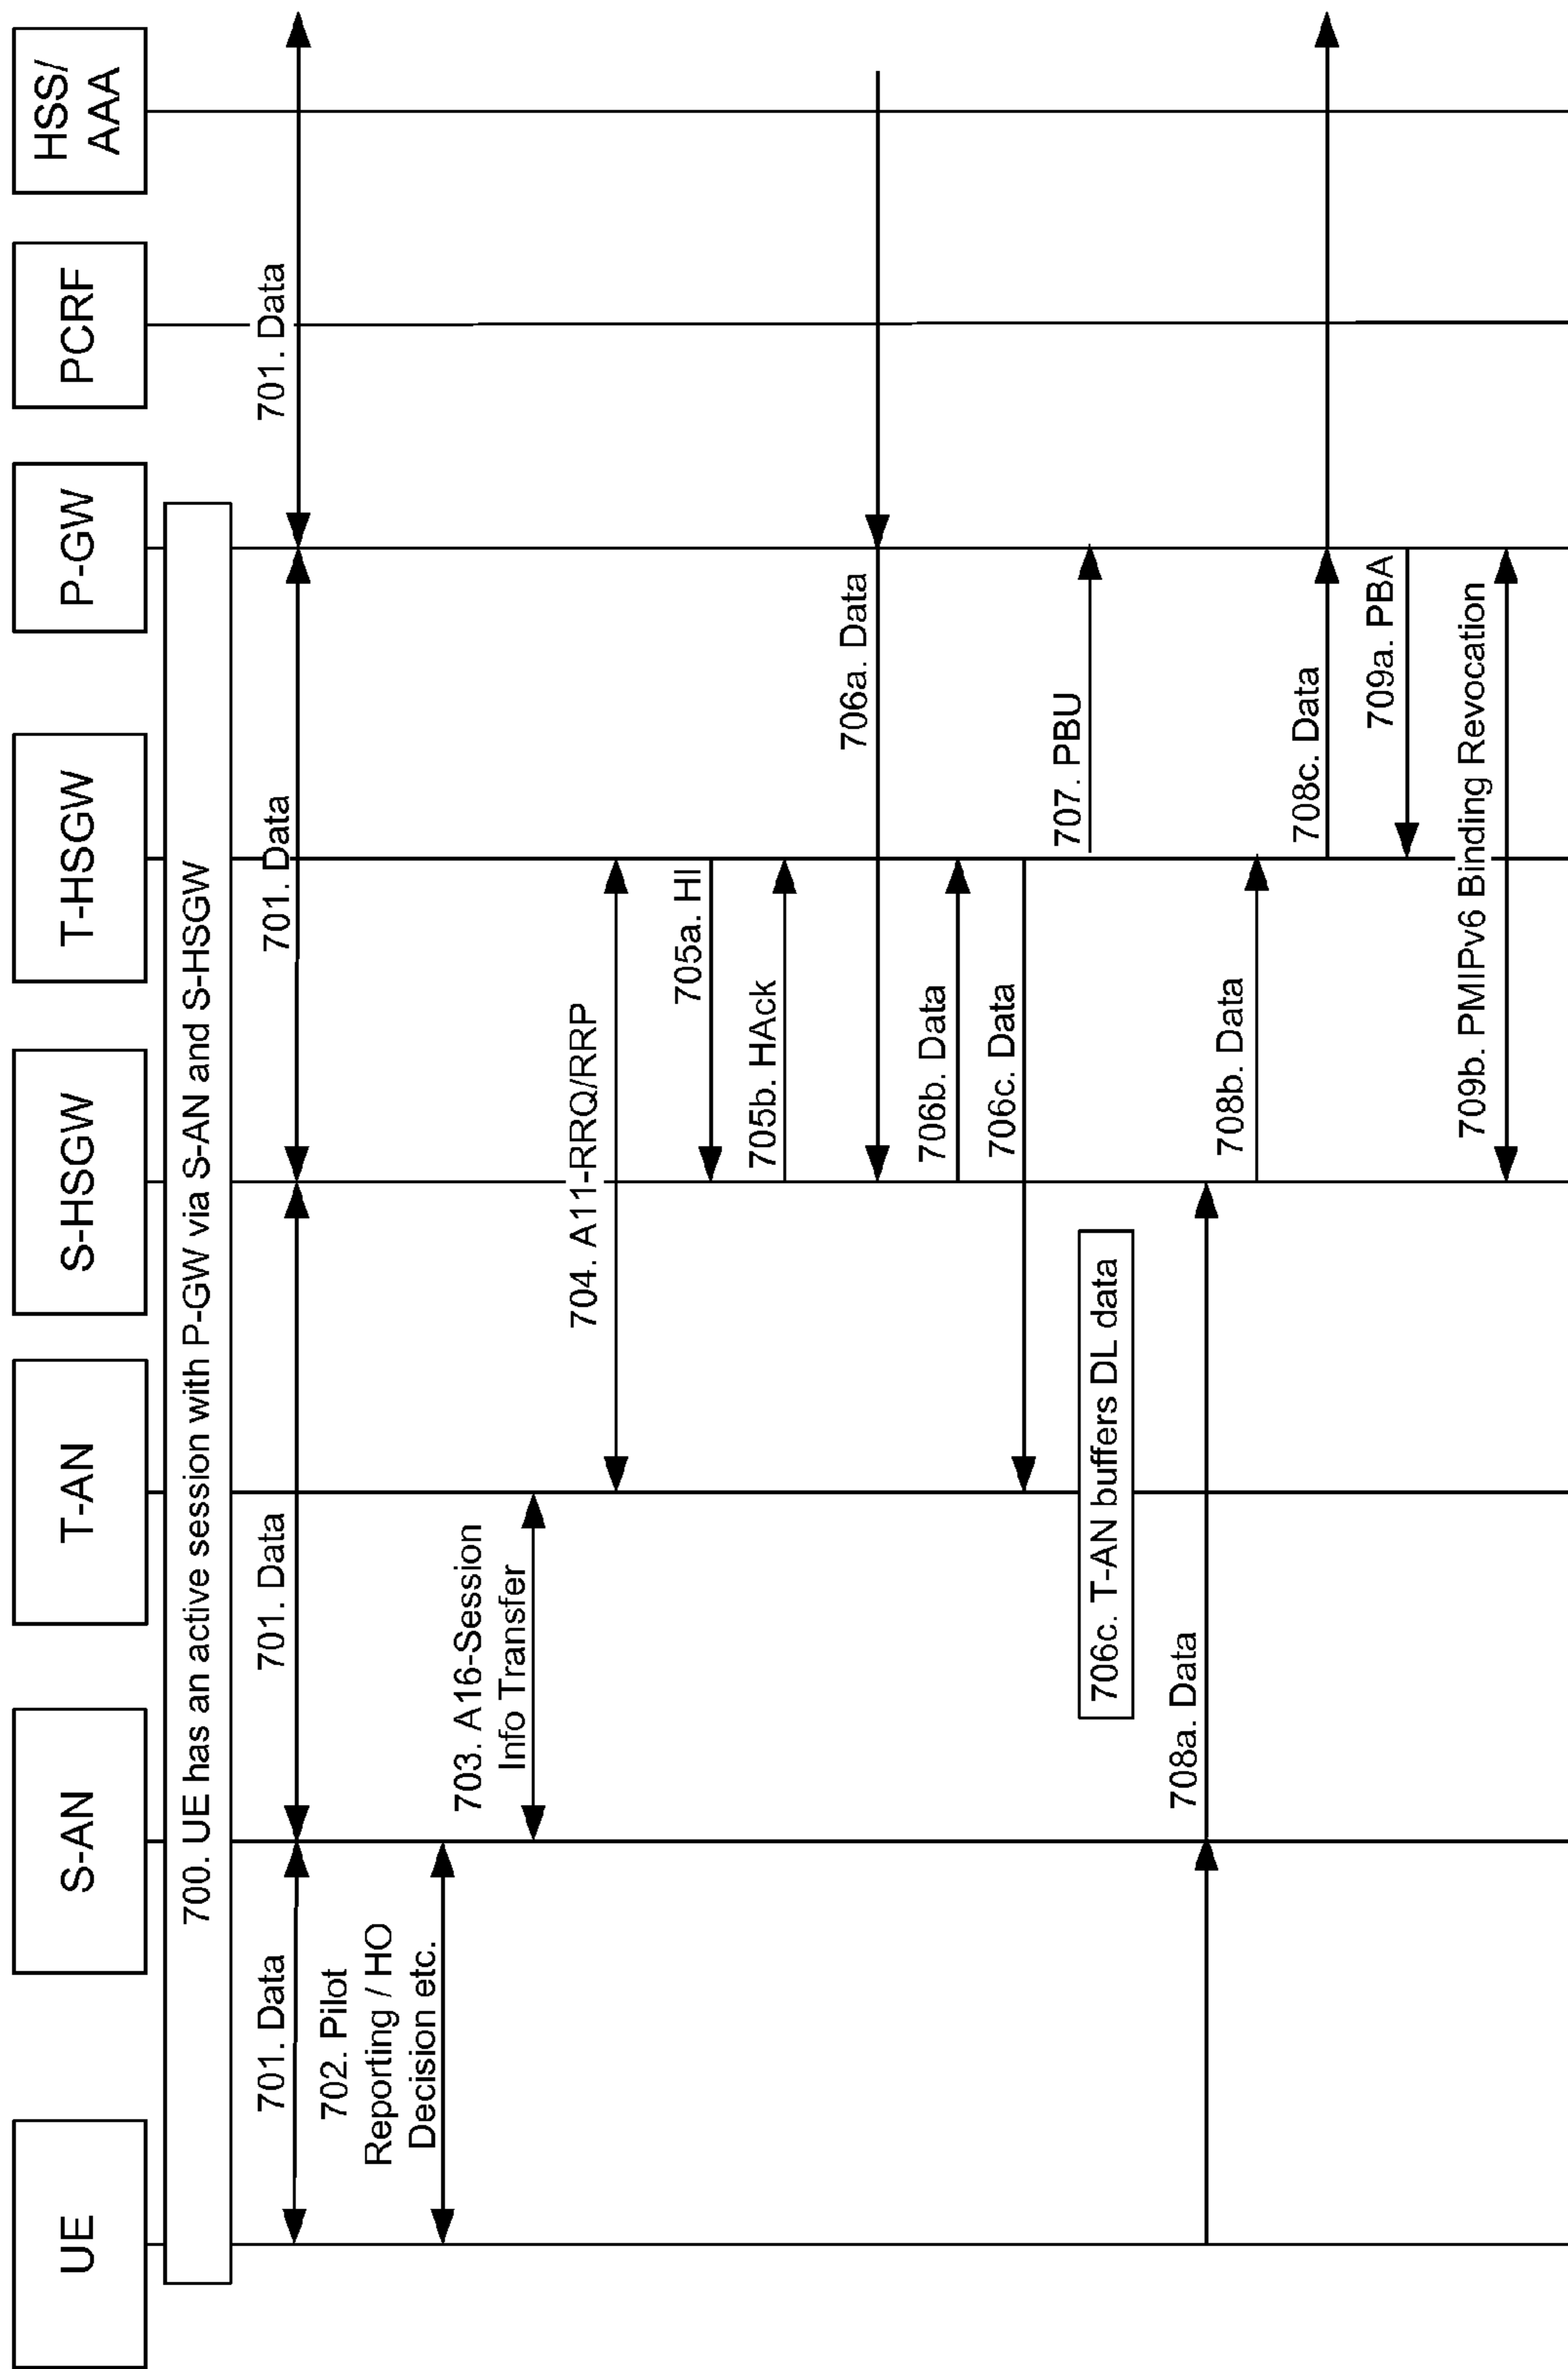 UE
S-AN
T-AN
S-HSGW
T-HSGW
P-GW
PCRF
HSS/
AAA
700. UE has an active session with P-GW via S-AN and S-HSGW
701. Data
701. Data
701. Data
701. Data
702. Pilot
Reporting / HO
Decision etc.
703. A16-Session
Info Transfer
704. A11-RRQ/RRP
705a. HI
705b. HAck
706a. Data
706b. Data
706c. Data
707. PBU
706c. T-AN buffers DL data
708a. Data
708b. Data
708c. Data
709a. PBA
709b. PMIPv6 Binding Revocation